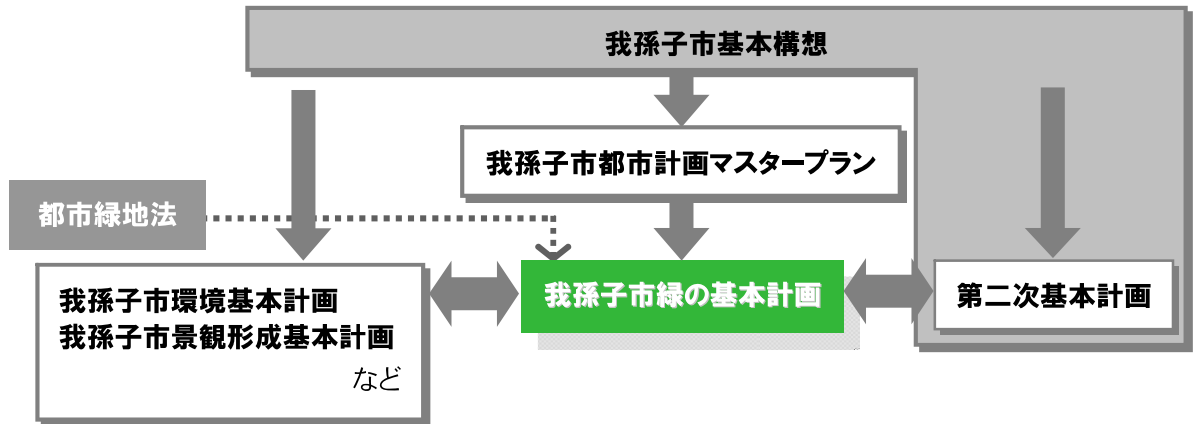 我孫子市基本構想
我孫子市都市計画マスタープラン
都市緑地法
我孫子市環境基本計画
我孫子市景観形成基本計画
など
我孫子市緑の基本計画
第二次基本計画